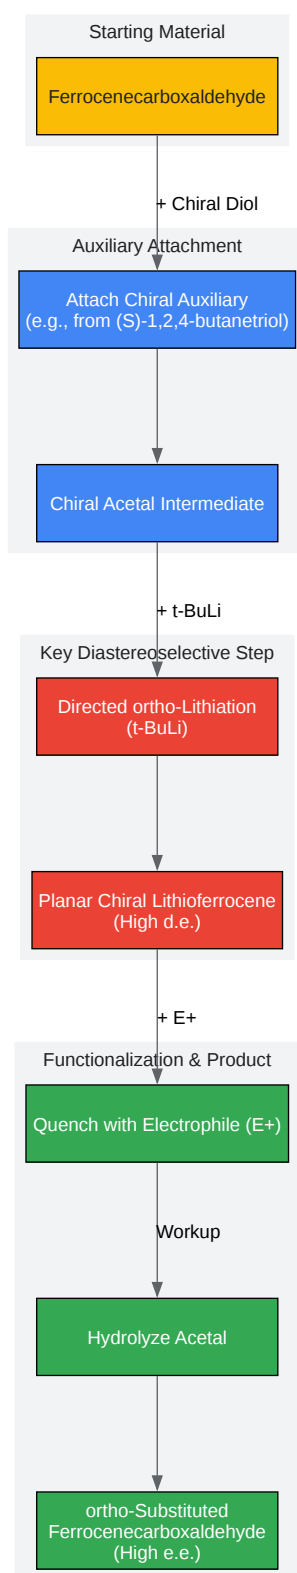 Starting Material
Ferrocenecarboxaldehyde
+ Chiral Diol
Auxiliary Attachment
Attach Chiral Auxiliary
(e.g., from (S)-1,2,4-butanetriol)
Chiral Acetal Intermediate
+ t-BuLi
Key Diastereoselective Step
Directed ortho-Lithiation
(t-BuLi)
Planar Chiral Lithioferrocene
(High d.e.)
+ E+
Functionalization & Product
Quench with Electrophile (E+)
Workup
Hydrolyze Acetal
ortho-Substituted
Ferrocenecarboxaldehyde
(High e.e.)